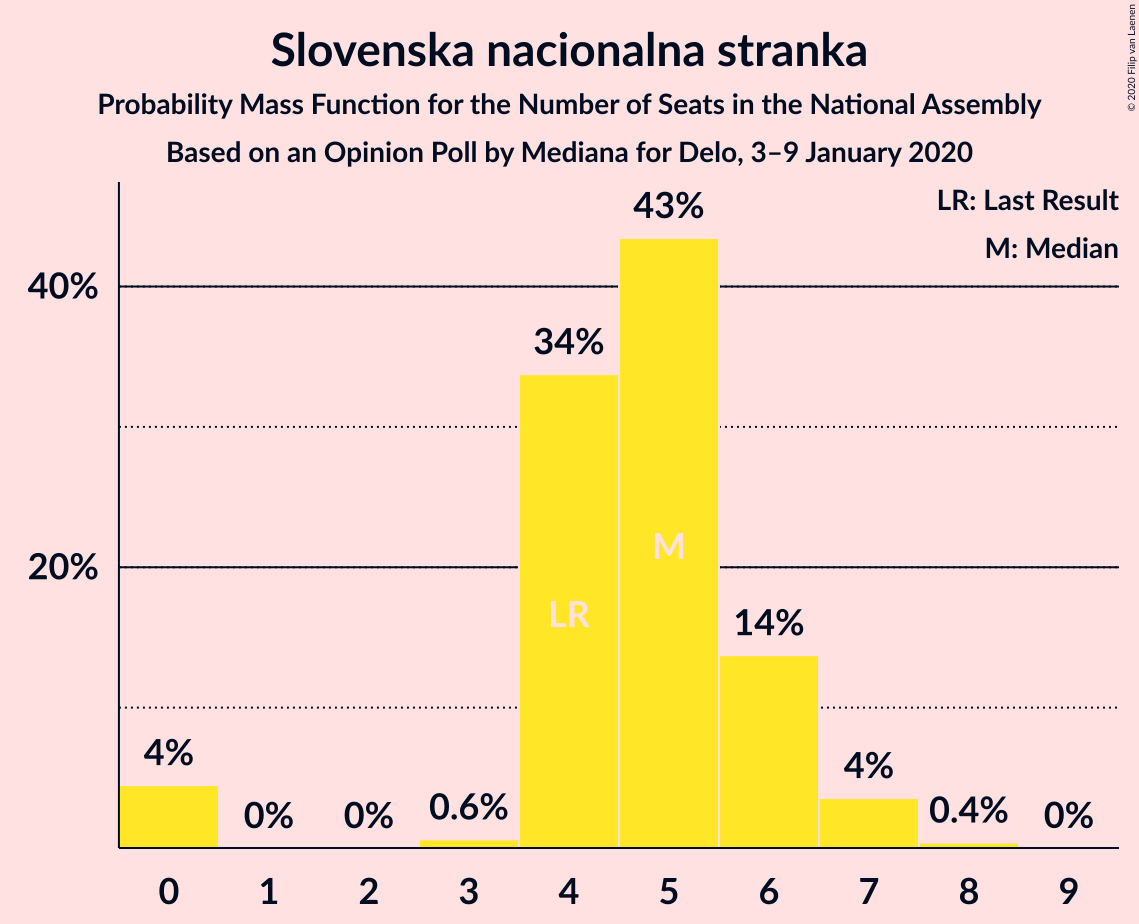 Slovenska nacionalna stranka
Probability Mass Function for the Number of Seats in the National Assembly
Based on an Opinion Poll by Mediana for Delo, 3–9 January 2020
© 2020 Filip van Laenen
LR: Last Result
M: Median
43%
40%
34%
M
20%
LR
14%
4%
4%
0%
0%
0.6%
0.4%
0%
0 1 2 3 4 5 6 7 8 9